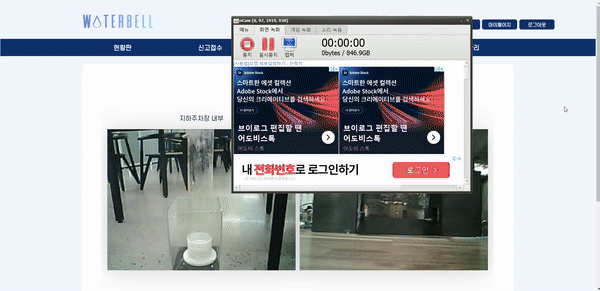 WATERBELL
마이페이지
로그아웃
현황판
신고접수
지하주차장 내부
oCam (0, 97, 1919, 938)
메뉴
화면 녹화
게임 녹화
소리 녹음
중지
일시중지
캡처
00:00:00
0bytes / 846.9GB
Adobe Stock
스마트한 에셋 컬렉션
Adobe Stock에서
당신의 크리에이티브를 검색하세요
브이로그 편집할 땐
어도비스톡
어도비 스톡
Adobe Stock
스마트한 에셋 컬렉션
Adobe Stock에서
당신의 크리에이티브를 검색하세요
브이로그 편집할 땐
어도비스톡
어도비 스톡
내 전화번호로 로그인하기
로그인